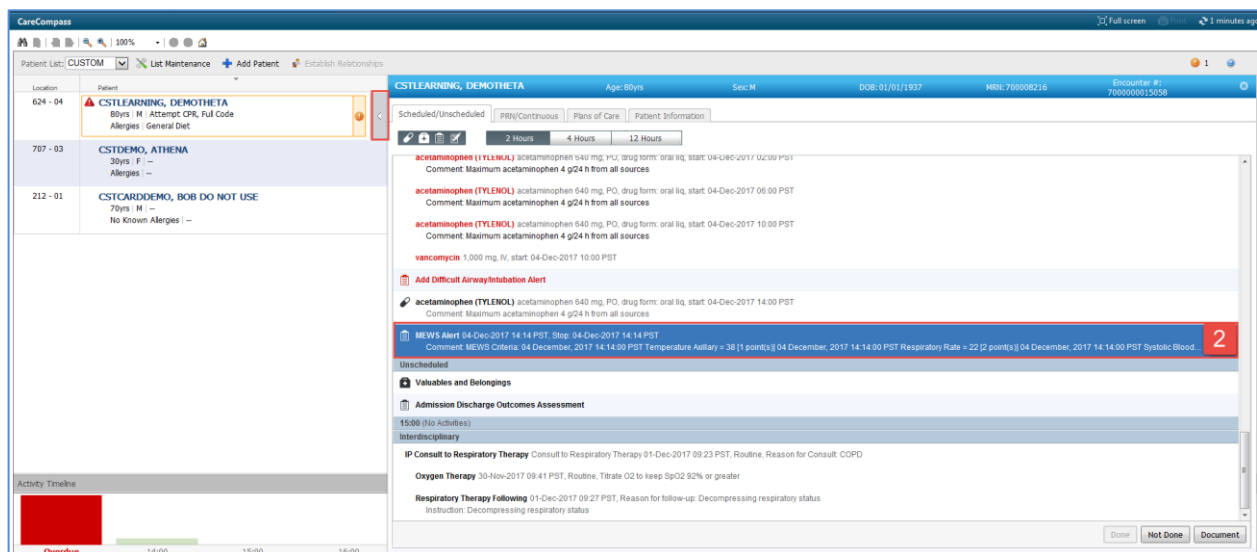 CareCompass
Full screen Print 1 minutes ago
100%
Patient List: CUSTOM List Maintenance Add Patient Establish Relationships 1
Location Patient
624 - 04 CSTLEARNING, DEMOTHETA
80yrs | M | Attempt CPR, Full Code
Allergies | General Diet
707 - 03 CSTDEMO, ATHENA
30yrs | F | --
Allergies | --
212 - 01 CSTCARDDEMO, BOB DO NOT USE
70yrs | M | --
No Known Allergies | --
Activity Timeline
Overdue 14:00 15:00 16:00
CSTLEARNING, DEMOTHETA Age: 80yrs Sex: M DOB: 01/01/1937 MRN: 700008216 Encounter #: 7000000015058
Scheduled/Unscheduled PRN/Continuous Plans of Care Patient Information
2 Hours 4 Hours 12 Hours
acetaminophen (TYLENOL) acetaminophen 640 mg, PO, drug form: oral liq, start: 04-Dec-2017 02:00 PST
Comment: Maximum acetaminophen 4 g/24 h from all sources
acetaminophen (TYLENOL) acetaminophen 640 mg, PO, drug form: oral liq, start: 04-Dec-2017 06:00 PST
Comment: Maximum acetaminophen 4 g/24 h from all sources
acetaminophen (TYLENOL) acetaminophen 640 mg, PO, drug form: oral liq, start: 04-Dec-2017 10:00 PST
Comment: Maximum acetaminophen 4 g/24 h from all sources
vancomycin 1,000 mg, IV, start: 04-Dec-2017 10:00 PST
Add Difficult Airway/Intubation Alert
acetaminophen (TYLENOL) acetaminophen 640 mg, PO, drug form: oral liq, start: 04-Dec-2017 14:00 PST
Comment: Maximum acetaminophen 4 g/24 h from all sources
MEWS Alert 04-Dec-2017 14:14 PST, Stop: 04-Dec-2017 14:14 PST
Comment: MEWS Criteria: 04 December, 2017 14:14:00 PST Temperature Axillary = 38 [1 point(s)] 04 December, 2017 14:14:00 PST Respiratory Rate = 22 [2 point(s)] 04 December, 2017 14:14:00 PST Systolic Blood... 2
Unscheduled
Valuables and Belongings
Admission Discharge Outcomes Assessment
15:00 (No Activities)
Interdisciplinary
IP Consult to Respiratory Therapy Consult to Respiratory Therapy 01-Dec-2017 09:23 PST, Routine, Reason for Consult: COPD
Oxygen Therapy 30-Nov-2017 09:41 PST, Routine, Titrate O2 to keep SpO2 92% or greater
Respiratory Therapy Following 01-Dec-2017 09:27 PST, Reason for follow-up: Decompressing respiratory status
Instruction: Decompressing respiratory status
Done Not Done Document